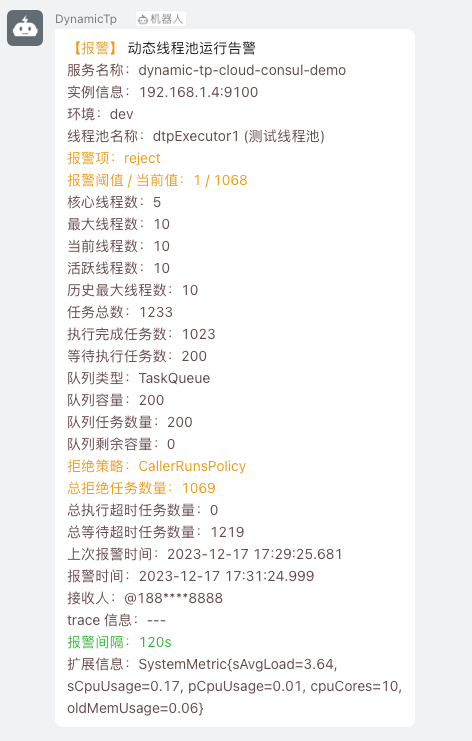 DynamicTp 机器人
【报警】 动态线程池运行告警
服务名称：dynamic-tp-cloud-consul-demo
实例信息：192.168.1.4:9100
环境：dev
线程池名称：dtpExecutor1 (测试线程池)
报警项：reject
报警阈值 / 当前值：1 / 1068
核心线程数：5
最大线程数：10
当前线程数：10
活跃线程数：10
历史最大线程数：10
任务总数：1233
执行完成任务数：1023
等待执行任务数：200
队列类型：TaskQueue
队列容量：200
队列任务数量：200
队列剩余容量：0
拒绝策略：CallerRunsPolicy
总拒绝任务数量：1069
总执行超时任务数量：0
总等待超时任务数量：1219
上次报警时间：2023-12-17 17:29:25.681
报警时间：2023-12-17 17:31:24.999
接收人：@188****8888
trace 信息：---
报警间隔：120s
扩展信息：SystemMetric{sAvgLoad=3.64,
sCpuUsage=0.17, pCpuUsage=0.01, cpuCores=10,
oldMemUsage=0.06}